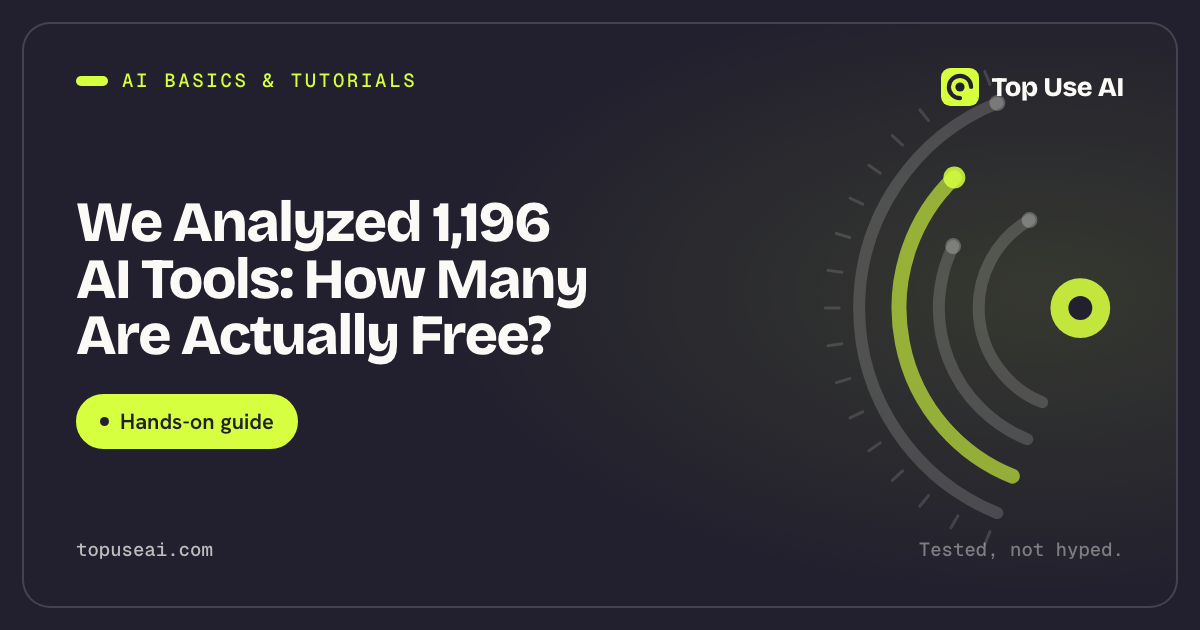 AI BASICS & TUTORIALS
Top Use AI
We Analyzed 1,196
AI Tools: How Many
Are Actually Free?
Hands-on guide
topuseai.com
Tested, not hyped.